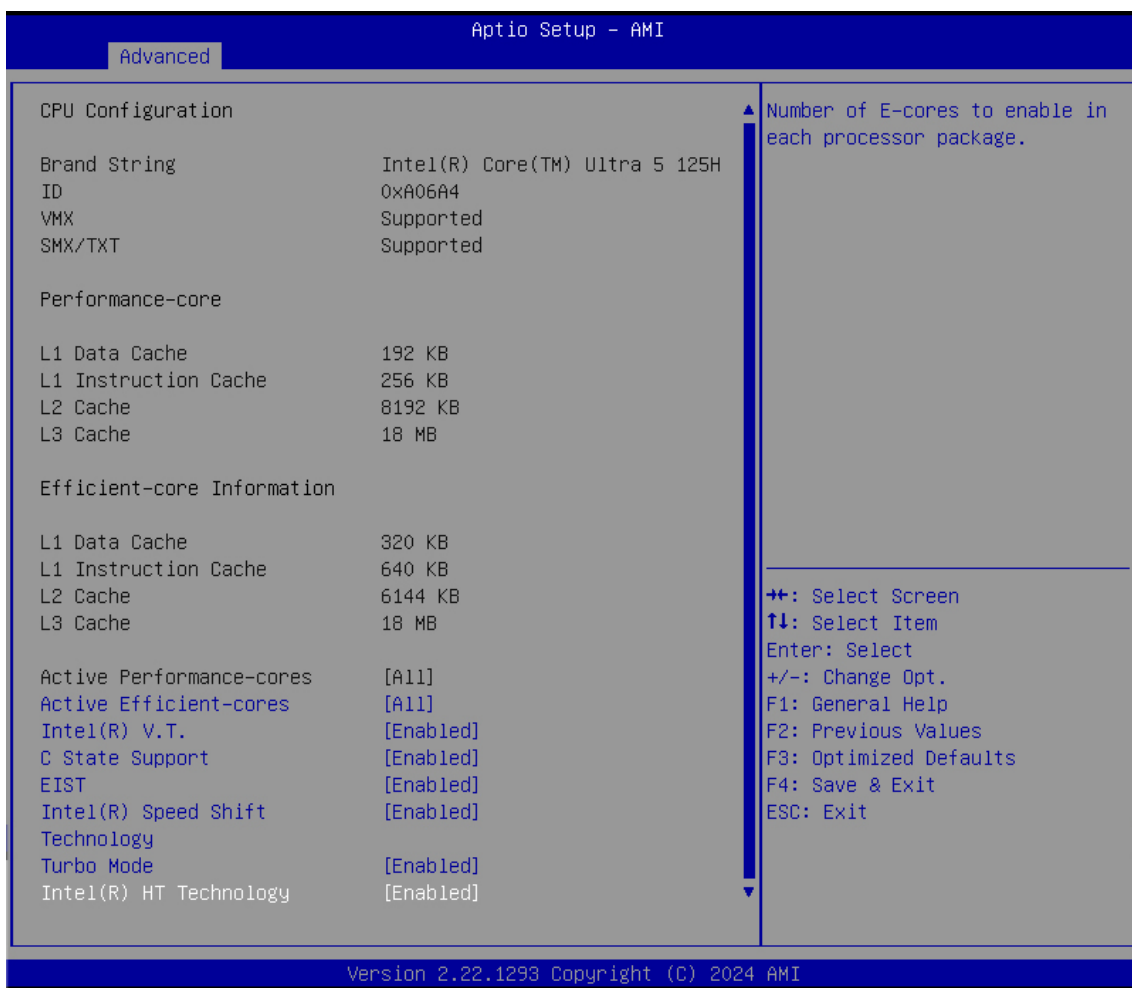 Aptio Setup - AMI
Advanced
CPU Configuration
Brand String Intel(R) Core(TM) Ultra 5 125H
ID 0xA06A4
VMX Supported
SMX/TXT Supported
Performance-core
L1 Data Cache 192 KB
L1 Instruction Cache 256 KB
L2 Cache 8192 KB
L3 Cache 18 MB
Efficient-core Information
L1 Data Cache 320 KB
L1 Instruction Cache 640 KB
L2 Cache 6144 KB
L3 Cache 18 MB
Active Performance-cores [All]
Active Efficient-cores [All]
Intel(R) V.T. [Enabled]
C State Support [Enabled]
EIST [Enabled]
Intel(R) Speed Shift [Enabled]
Technology
Turbo Mode [Enabled]
Intel(R) HT Technology [Enabled]
Number of E-cores to enable in
each processor package.
→←: Select Screen
↑↓: Select Item
Enter: Select
+/-: Change Opt.
F1: General Help
F2: Previous Values
F3: Optimized Defaults
F4: Save & Exit
ESC: Exit
Version 2.22.1293 Copyright (C) 2024 AMI